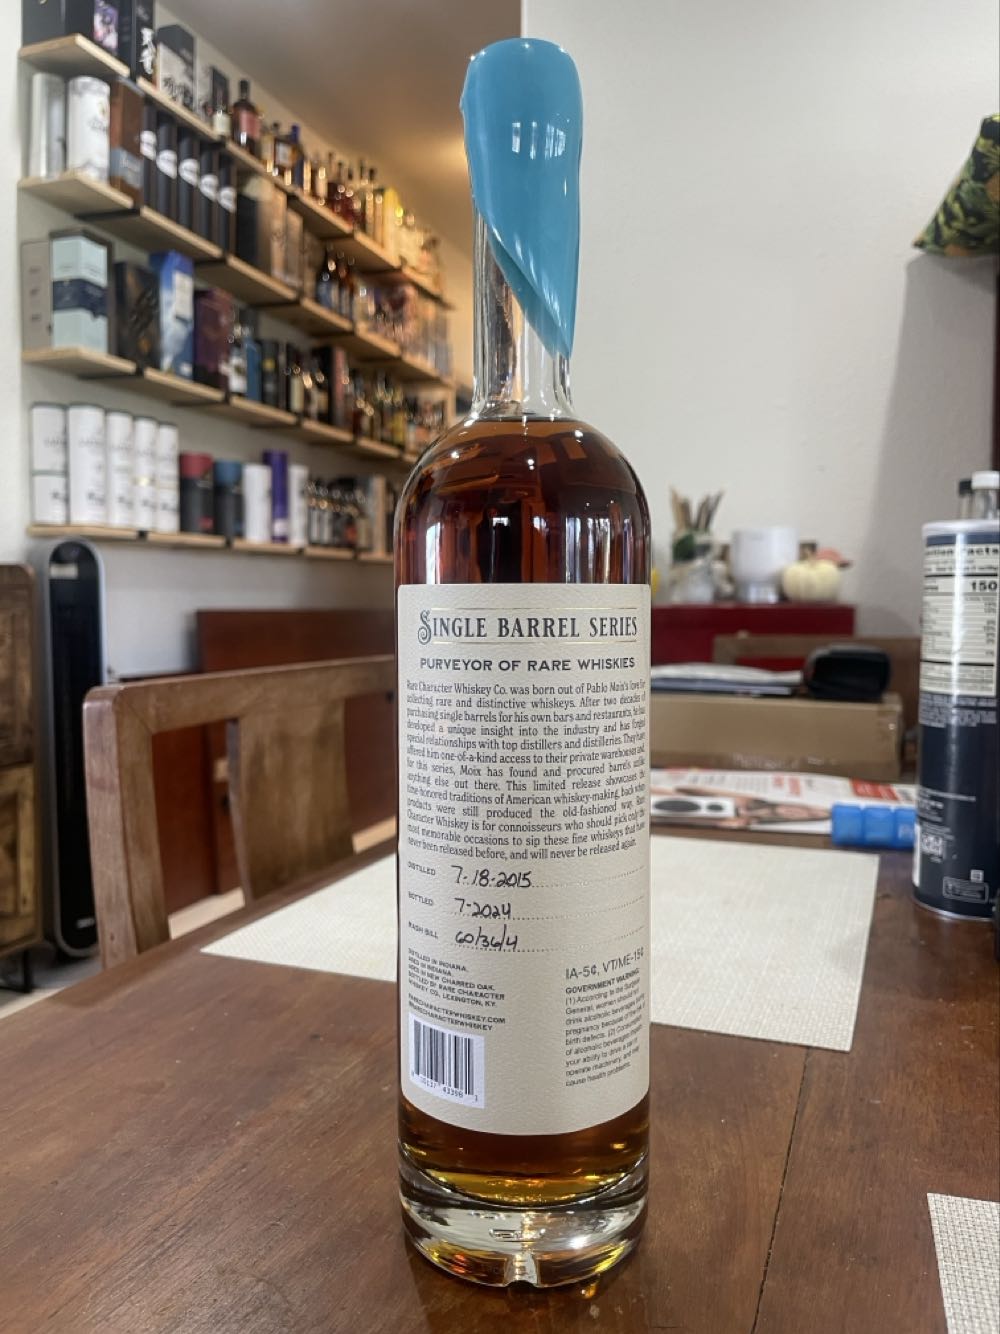 SINGLE BARREL SERIES
PURVEYOR OF RARE WHISKIES
Rare Character Whiskey Co. was born out of Pablo Moix's love for
collecting rare and distinctive whiskeys. After two decades of
purchasing single barrels for his own bars and restaurants, he has
developed a unique insight into the industry and has forged
special relationships with top distillers and distilleries. They have
offered him one-of-a-kind access to their private warehouses and
for this series, Moix has found and procured barrels unlike
anything else out there. This limited release showcases the
time-honored traditions of American whiskey-making, back when
products were still produced the old-fashioned way. Rare
Character Whiskey is for connoisseurs who should pick only the
most memorable occasions to sip these fine whiskeys that have
never been released before, and will never be released again.
DISTILLED 7-18-2015
BOTTLED 7-2024
MASH BILL 60/36/4
DISTILLED IN INDIANA.
AGED IN INDIANA.
AGED IN NEW CHARRED OAK.
BOTTLED BY RARE CHARACTER
WHISKEY CO., LEXINGTON, KY.
RARECHARACTERWHISKEY.COM
@RARECHARACTERWHISKEY
IA-5¢, VT/ME-15¢
GOVERNMENT WARNING:
(1) According to the Surgeon
General, women should not
drink alcoholic beverages during
pregnancy because of the risk of
birth defects. (2) Consumption
of alcoholic beverages impairs
your ability to drive a car or
operate machinery, and may
cause health problems.
150